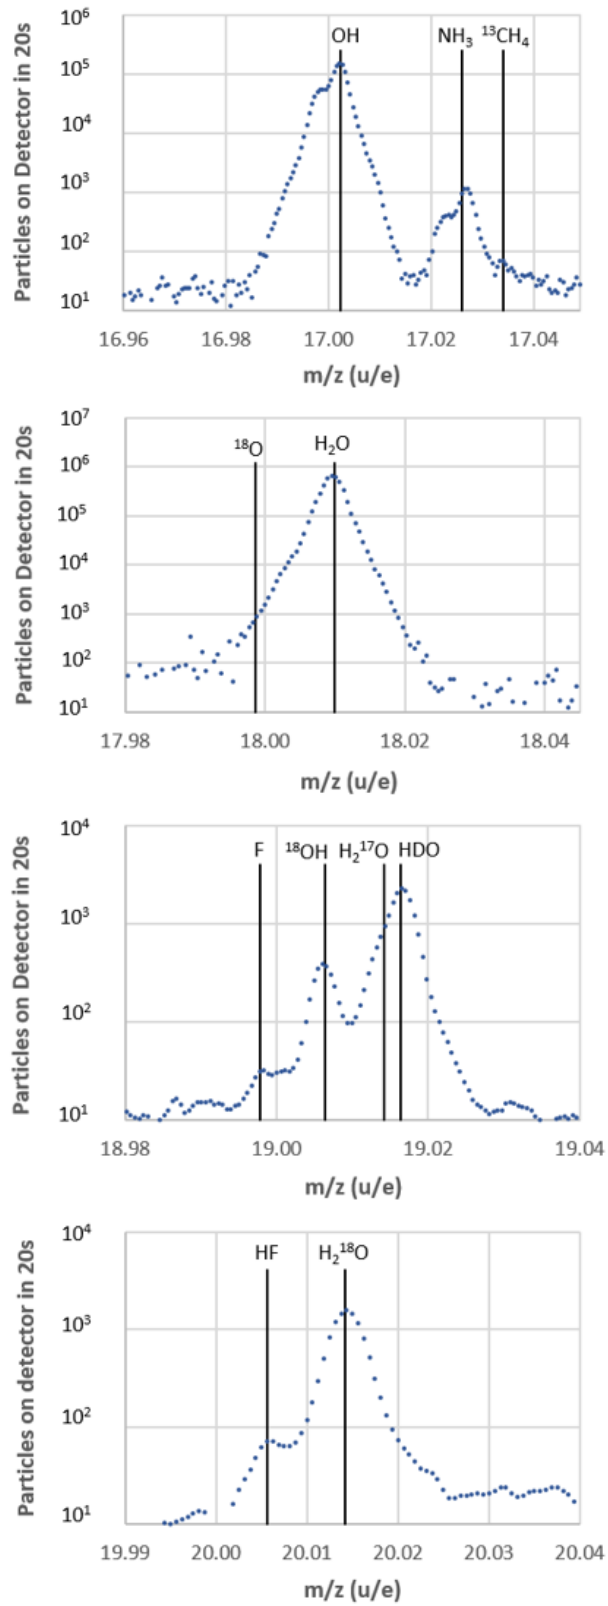 Particles on Detector in 20s
10⁶
10⁵
10⁴
10³
10²
10¹
OH
NH₃
¹³CH₄
16.96
16.98
17.00
17.02
17.04
m/z (u/e)
Particles on Detector in 20s
10⁷
10⁶
10⁵
10⁴
10³
10²
10¹
¹⁸O
H₂O
17.98
18.00
18.02
18.04
m/z (u/e)
Particles on Detector in 20s
10⁴
10³
10²
10¹
F
¹⁸OH
H₂¹⁷O
HDO
18.98
19.00
19.02
19.04
m/z (u/e)
Particles on detector in 20s
10⁴
10³
10²
10¹
HF
H₂¹⁸O
19.99
20.00
20.01
20.02
20.03
20.04
m/z (u/e)